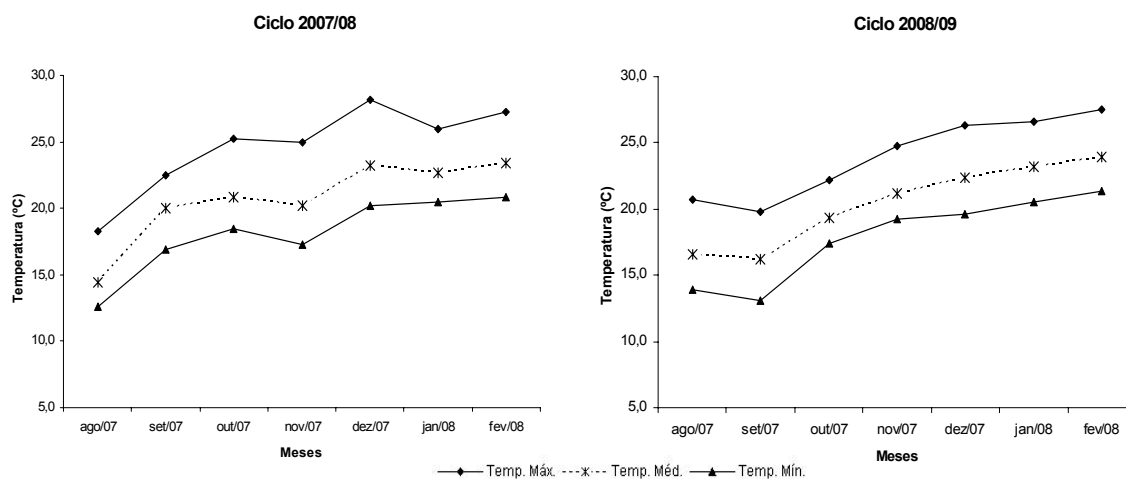 Ciclo 2007/08
30,0
25,0
20,0
15,0
10,0
5,0
Temperatura (ºC)
ago/07 set/07 out/07 nov/07 dez/07 jan/08 fev/08
Meses
Ciclo 2008/09
30,0
25,0
20,0
15,0
10,0
5,0
Temperatura (ºC)
ago/07 set/07 out/07 nov/07 dez/07 jan/08 fev/08
Meses
Temp. Máx. Temp. Méd. Temp. Mín.